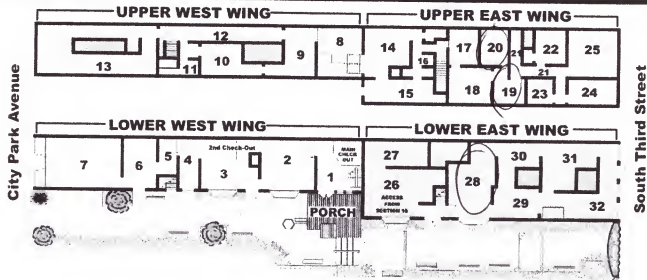 UPPER WEST WING
UPPER EAST WING
12
8
14
17
20
21
22
25
16
13
11
10
9
21
15
18
19
23
24
City Park Avenue
South Third Street
LOWER WEST WING
LOWER EAST WING
2nd Check-Out
MAIN
CHECK
OUT
27
30
31
7
6
5
4
3
2
1
28
26
ACCESS
FROM
SECTION 15
PORCH
29
32